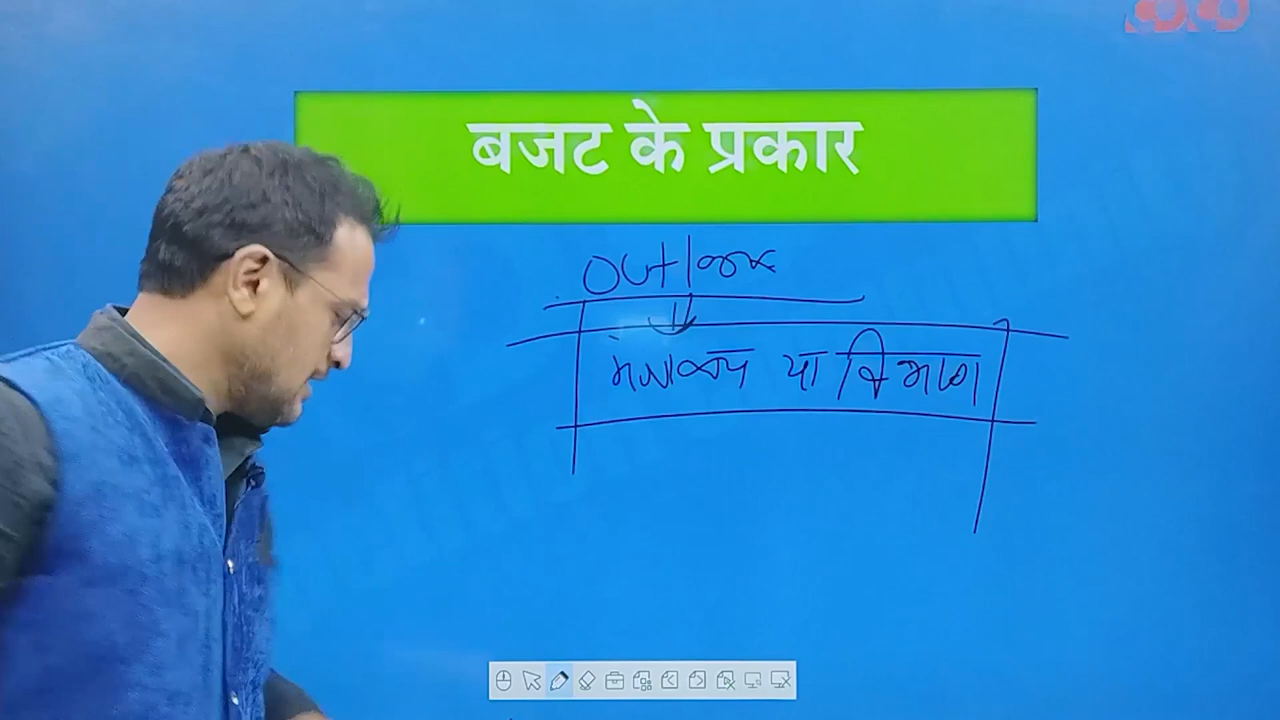 बजट के प्रकार
Outlook
मंत्रालय या विभाग